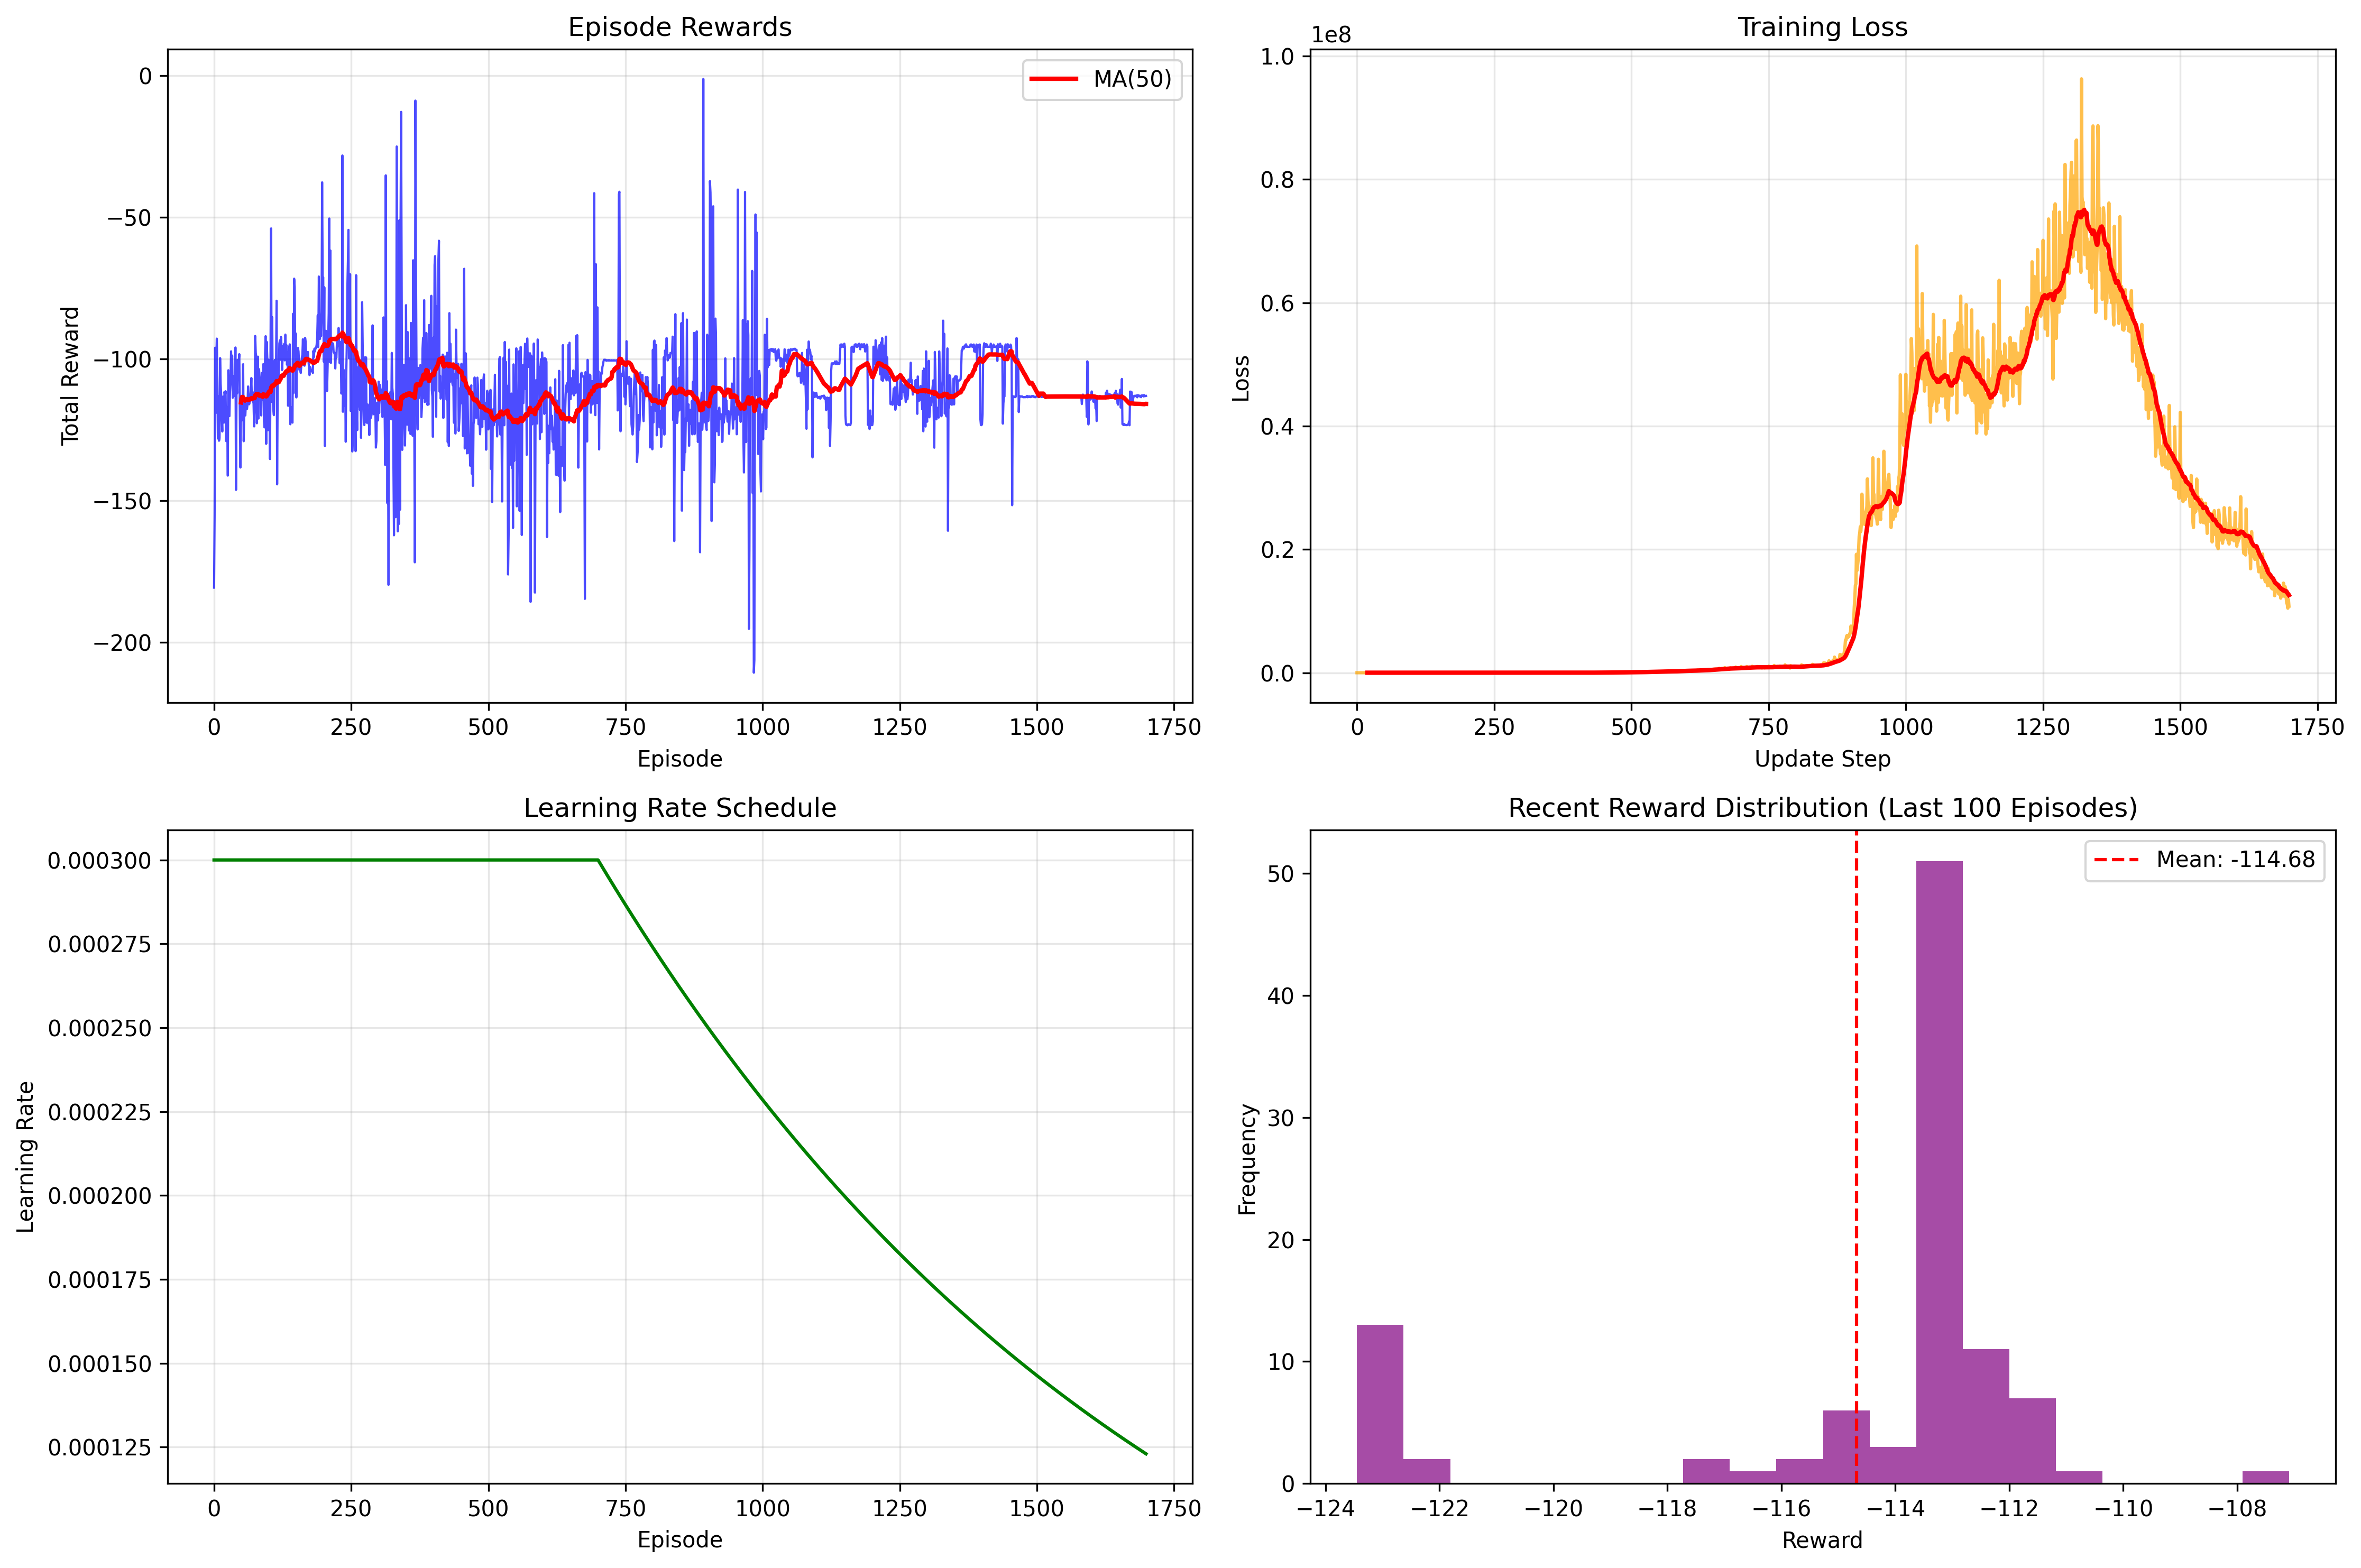 Episode Rewards
0
−50
−100
−150
−200
Total Reward
MA(50)
0 250 500 750 1000 1250 1500 1750
Episode
Training Loss
1e8
1.0
0.8
0.6
0.4
0.2
0.0
Loss
0 250 500 750 1000 1250 1500 1750
Update Step
Learning Rate Schedule
0.000300
0.000275
0.000250
0.000225
0.000200
0.000175
0.000150
0.000125
Learning Rate
0 250 500 750 1000 1250 1500 1750
Episode
Recent Reward Distribution (Last 100 Episodes)
50
40
30
20
10
0
Frequency
Mean: -114.68
−124 −122 −120 −118 −116 −114 −112 −110 −108
Reward